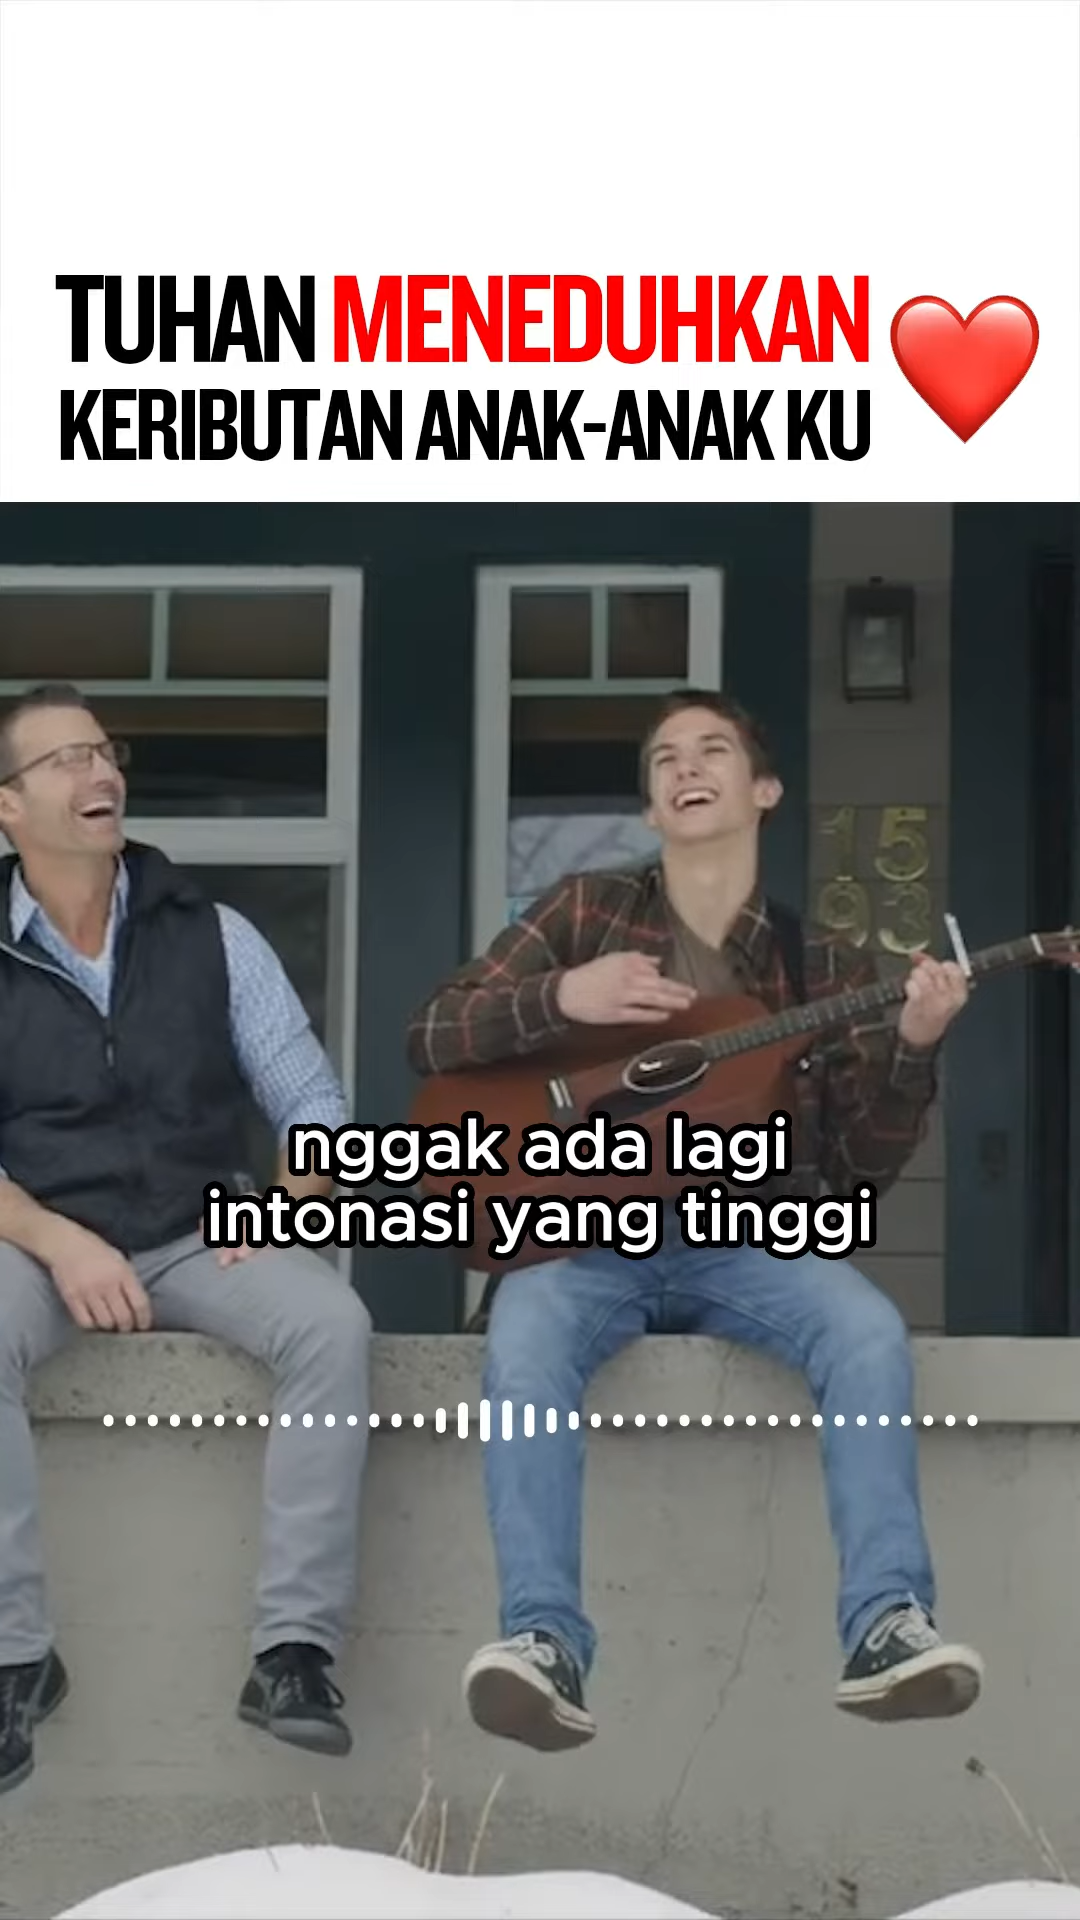 TUHAN MENEDUHKAN
KERIBUTAN ANAK-ANAK KU
15
93
nggak ada lagi
intonasi yang tinggi